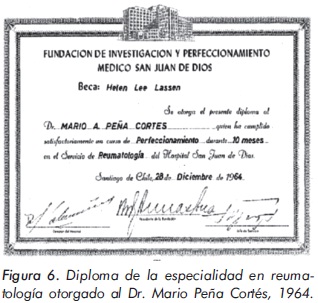 FUNDACION DE INVESTIGACION Y PERFECCIONAMIENTO
MEDICO SAN JUAN DE DIOS
Beca: Helen Lee Lassen
Se otorga el presente diploma al
Dr. MARIO A. PEÑA CORTES quien ha cumplido
satisfactoriamente un curso de Perfeccionamiento durante 10 meses
en el Servicio de Reumatología del Hospital San Juan de Dios.
Santiago de Chile, 28 de Diciembre de 1964.
Figura 6. Diploma de la especialidad en reuma-
tología otorgado al Dr. Mario Peña Cortés, 1964.